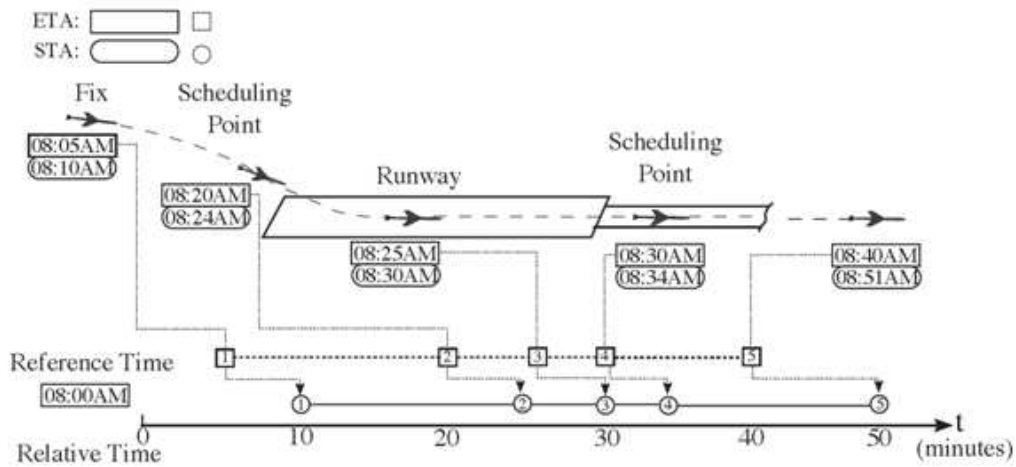 ETA:
STA:
Fix
Scheduling
Point
08:05AM
08:10AM
08:20AM
08:24AM
Runway
Scheduling
Point
08:25AM
08:30AM
08:30AM
08:34AM
08:40AM
08:51AM
Reference Time
1 2 3 4 5
08:00AM
1 2 3 4 5
0 10 20 30 40 50
t
(minutes)
Relative Time